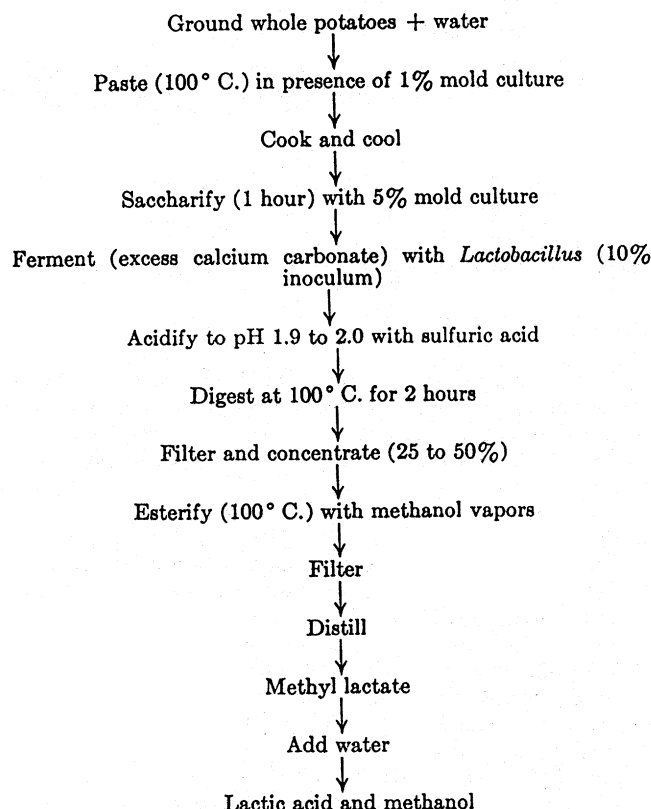 Ground whole potatoes + water
Paste (100° C.) in presence of 1% mold culture
Cook and cool
Saccharify (1 hour) with 5% mold culture
Ferment (excess calcium carbonate) with Lactobacillus (10%
inoculum)
Acidify to pH 1.9 to 2.0 with sulfuric acid
Digest at 100° C. for 2 hours
Filter and concentrate (25 to 50%)
Esterify (100° C.) with methanol vapors
Filter
Distill
Methyl lactate
Add water
Lactic acid and methanol